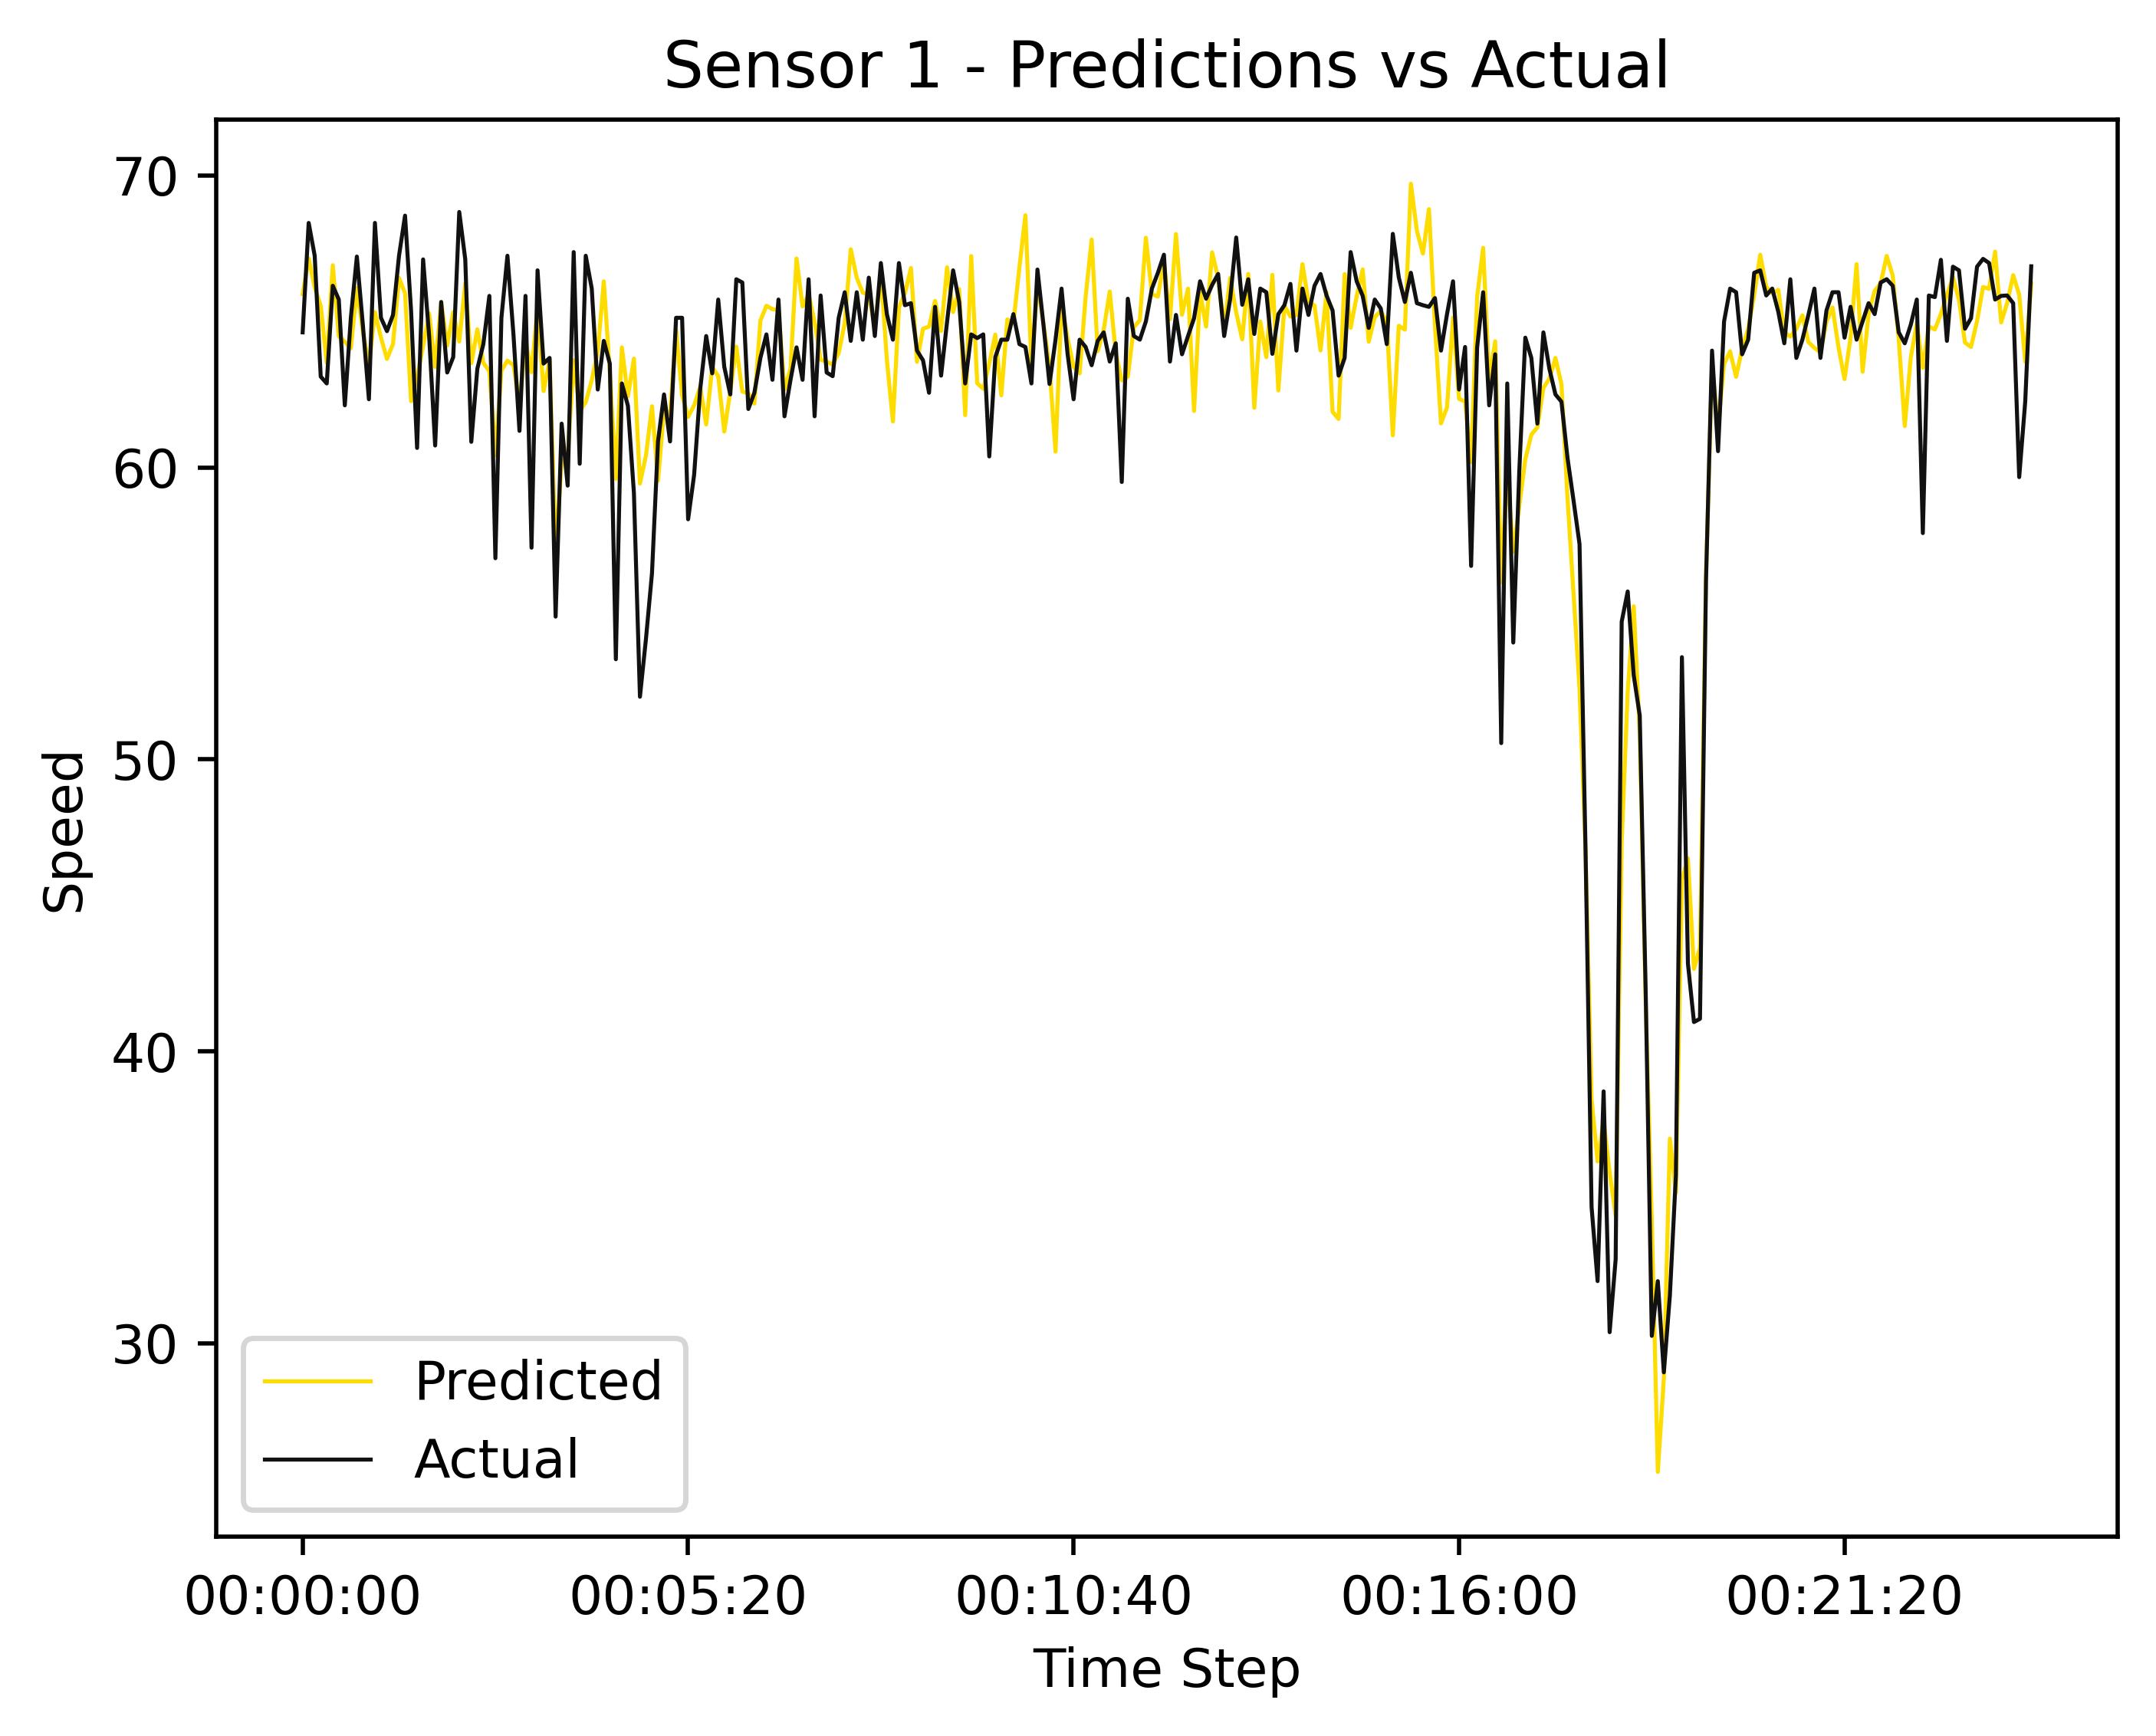 Sensor 1 - Predictions vs Actual
70
60
50
40
30
Speed
Predicted
Actual
00:00:00 00:05:20 00:10:40 00:16:00 00:21:20
Time Step